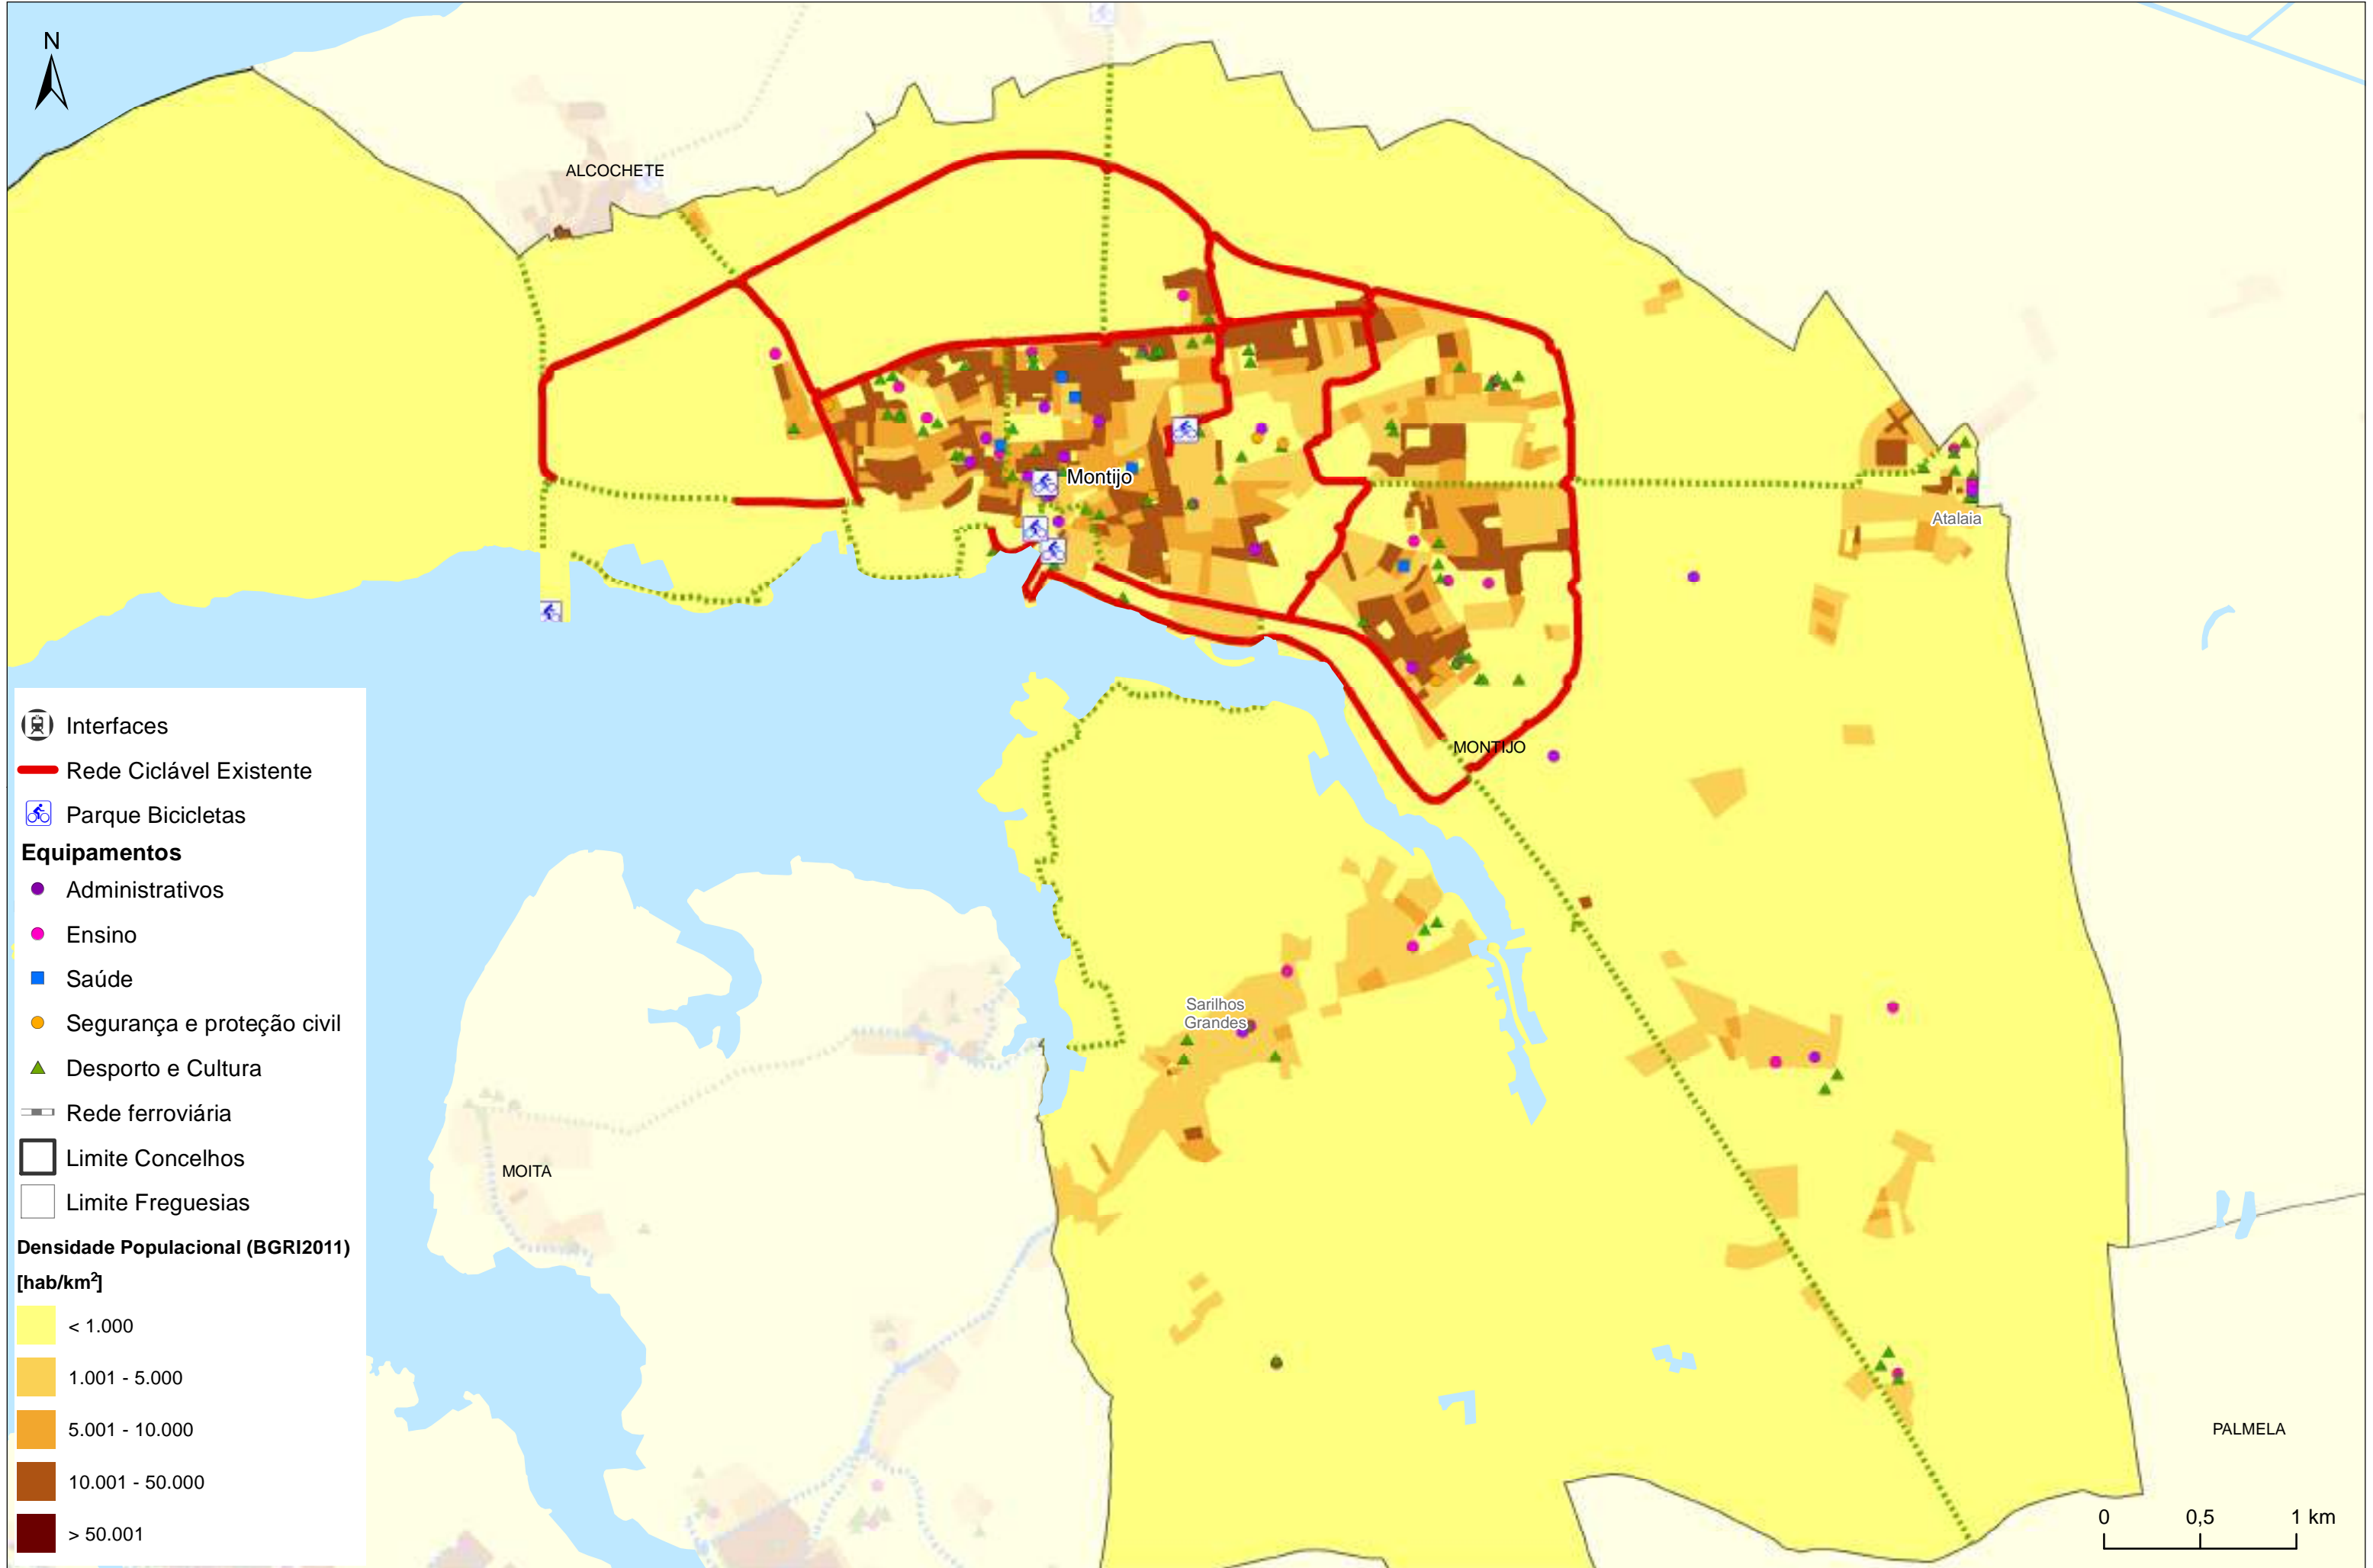 N
ALCOCHETE
Montijo
Atalaia
MONTIJO
Sarilhos
Grandes
MOITA
PALMELA
Interfaces
Rede Ciclável Existente
Parque Bicicletas
Equipamentos
Administrativos
Ensino
Saúde
Segurança e proteção civil
Desporto e Cultura
Rede ferroviária
Limite Concelhos
Limite Freguesias
Densidade Populacional (BGRI2011)
[hab/km²]
< 1.000
1.001 - 5.000
5.001 - 10.000
10.001 - 50.000
> 50.001
0 0,5 1 km